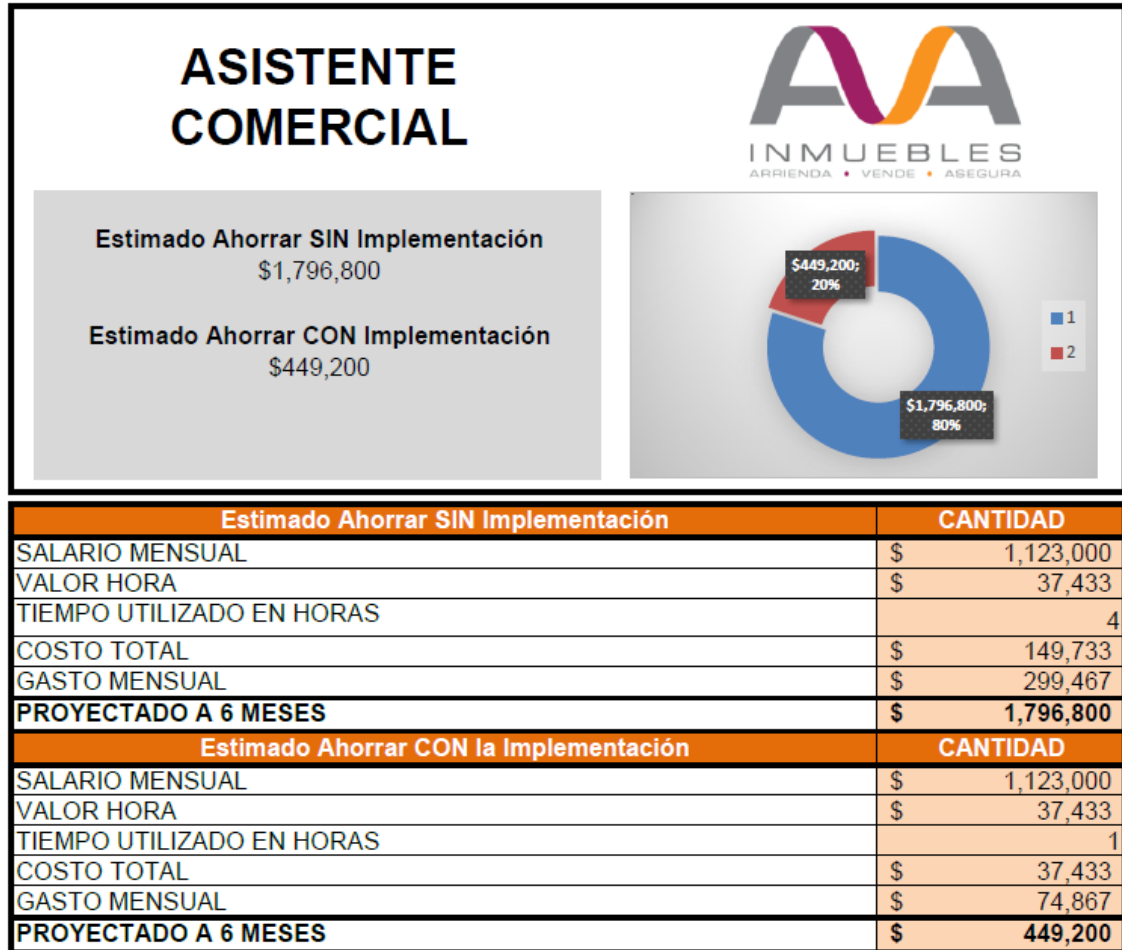 ASISTENTE
COMERCIAL
INMUEBLES
ARRIENDA • VENDE • ASEGURA
Estimado Ahorrar SIN Implementación
$1,796,800
Estimado Ahorrar CON Implementación
$449,200
$449,200;
20%
$1,796,800;
80%
1
2
Estimado Ahorrar SIN Implementación CANTIDAD
SALARIO MENSUAL $ 1,123,000
VALOR HORA $ 37,433
TIEMPO UTILIZADO EN HORAS 4
COSTO TOTAL $ 149,733
GASTO MENSUAL $ 299,467
PROYECTADO A 6 MESES $ 1,796,800
Estimado Ahorrar CON la Implementación CANTIDAD
SALARIO MENSUAL $ 1,123,000
VALOR HORA $ 37,433
TIEMPO UTILIZADO EN HORAS 1
COSTO TOTAL $ 37,433
GASTO MENSUAL $ 74,867
PROYECTADO A 6 MESES $ 449,200